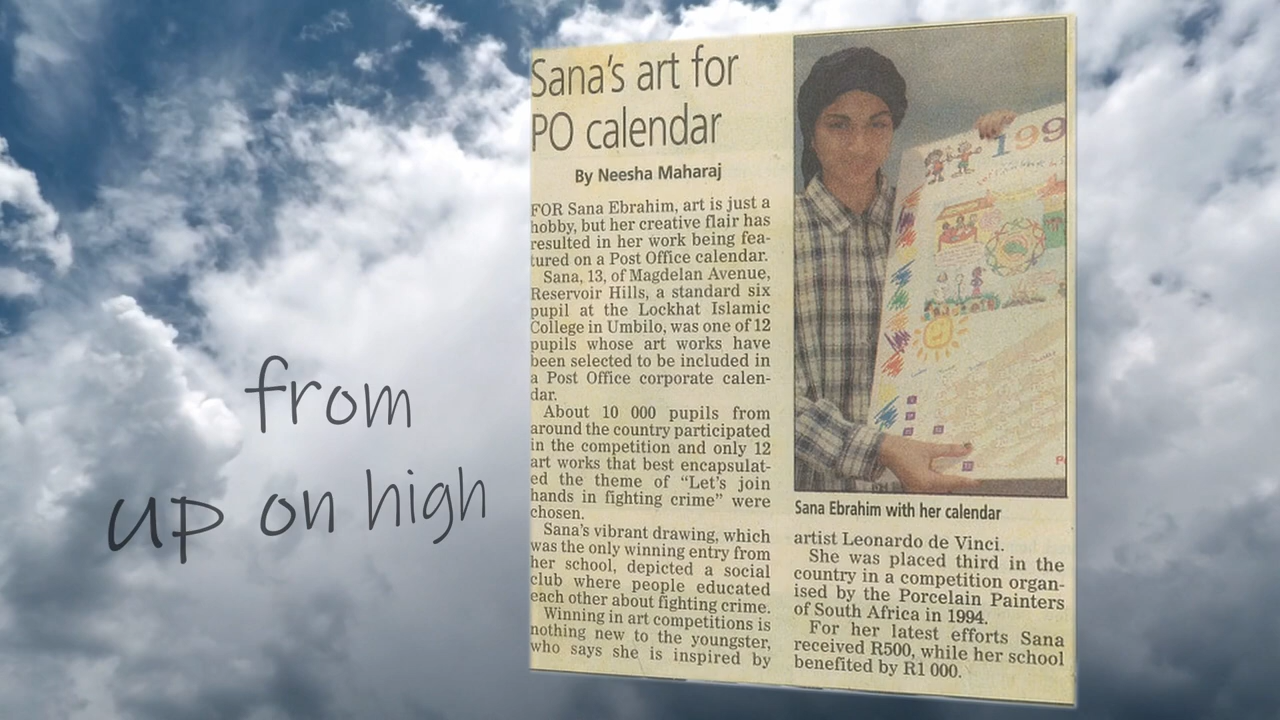 from
up on high
Sana's art for
PO calendar
By Neesha Maharaj
FOR Sana Ebrahim, art is just a
hobby, but her creative flair has
resulted in her work being fea-
tured on a Post Office calendar.
Sana, 13, of Magdelan Avenue,
Reservoir Hills, a standard six
pupil at the Lockhat Islamic
College in Umbilo, was one of 12
pupils whose art works have
been selected to be included in
a Post Office corporate calen-
dar.
About 10 000 pupils from
around the country participated
in the competition and only 12
art works that best encapsulat-
ed the theme of “Let's join
hands in fighting crime” were
chosen.
Sana's vibrant drawing, which
was the only winning entry from
her school, depicted a social
club where people educated
each other about fighting crime.
Winning in art competitions is
nothing new to the youngster,
who says she is inspired by
199
Sana Ebrahim with her calendar
artist Leonardo de Vinci.
She was placed third in the
country in a competition organ-
ised by the Porcelain Painters
of South Africa in 1994.
For her latest efforts Sana
received R500, while her school
benefited by R1 000.